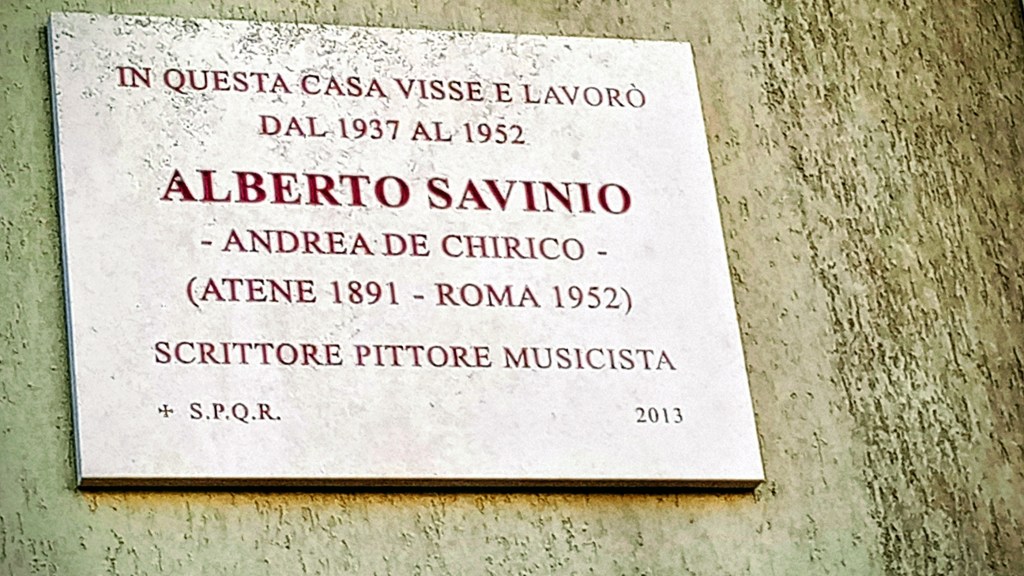 IN QUESTA CASA VISSE E LAVORÒ
DAL 1937 AL 1952
ALBERTO SAVINIO
- ANDREA DE CHIRICO -
(ATENE 1891 - ROMA 1952)
SCRITTORE PITTORE MUSICISTA
✢ S.P.Q.R. 2013